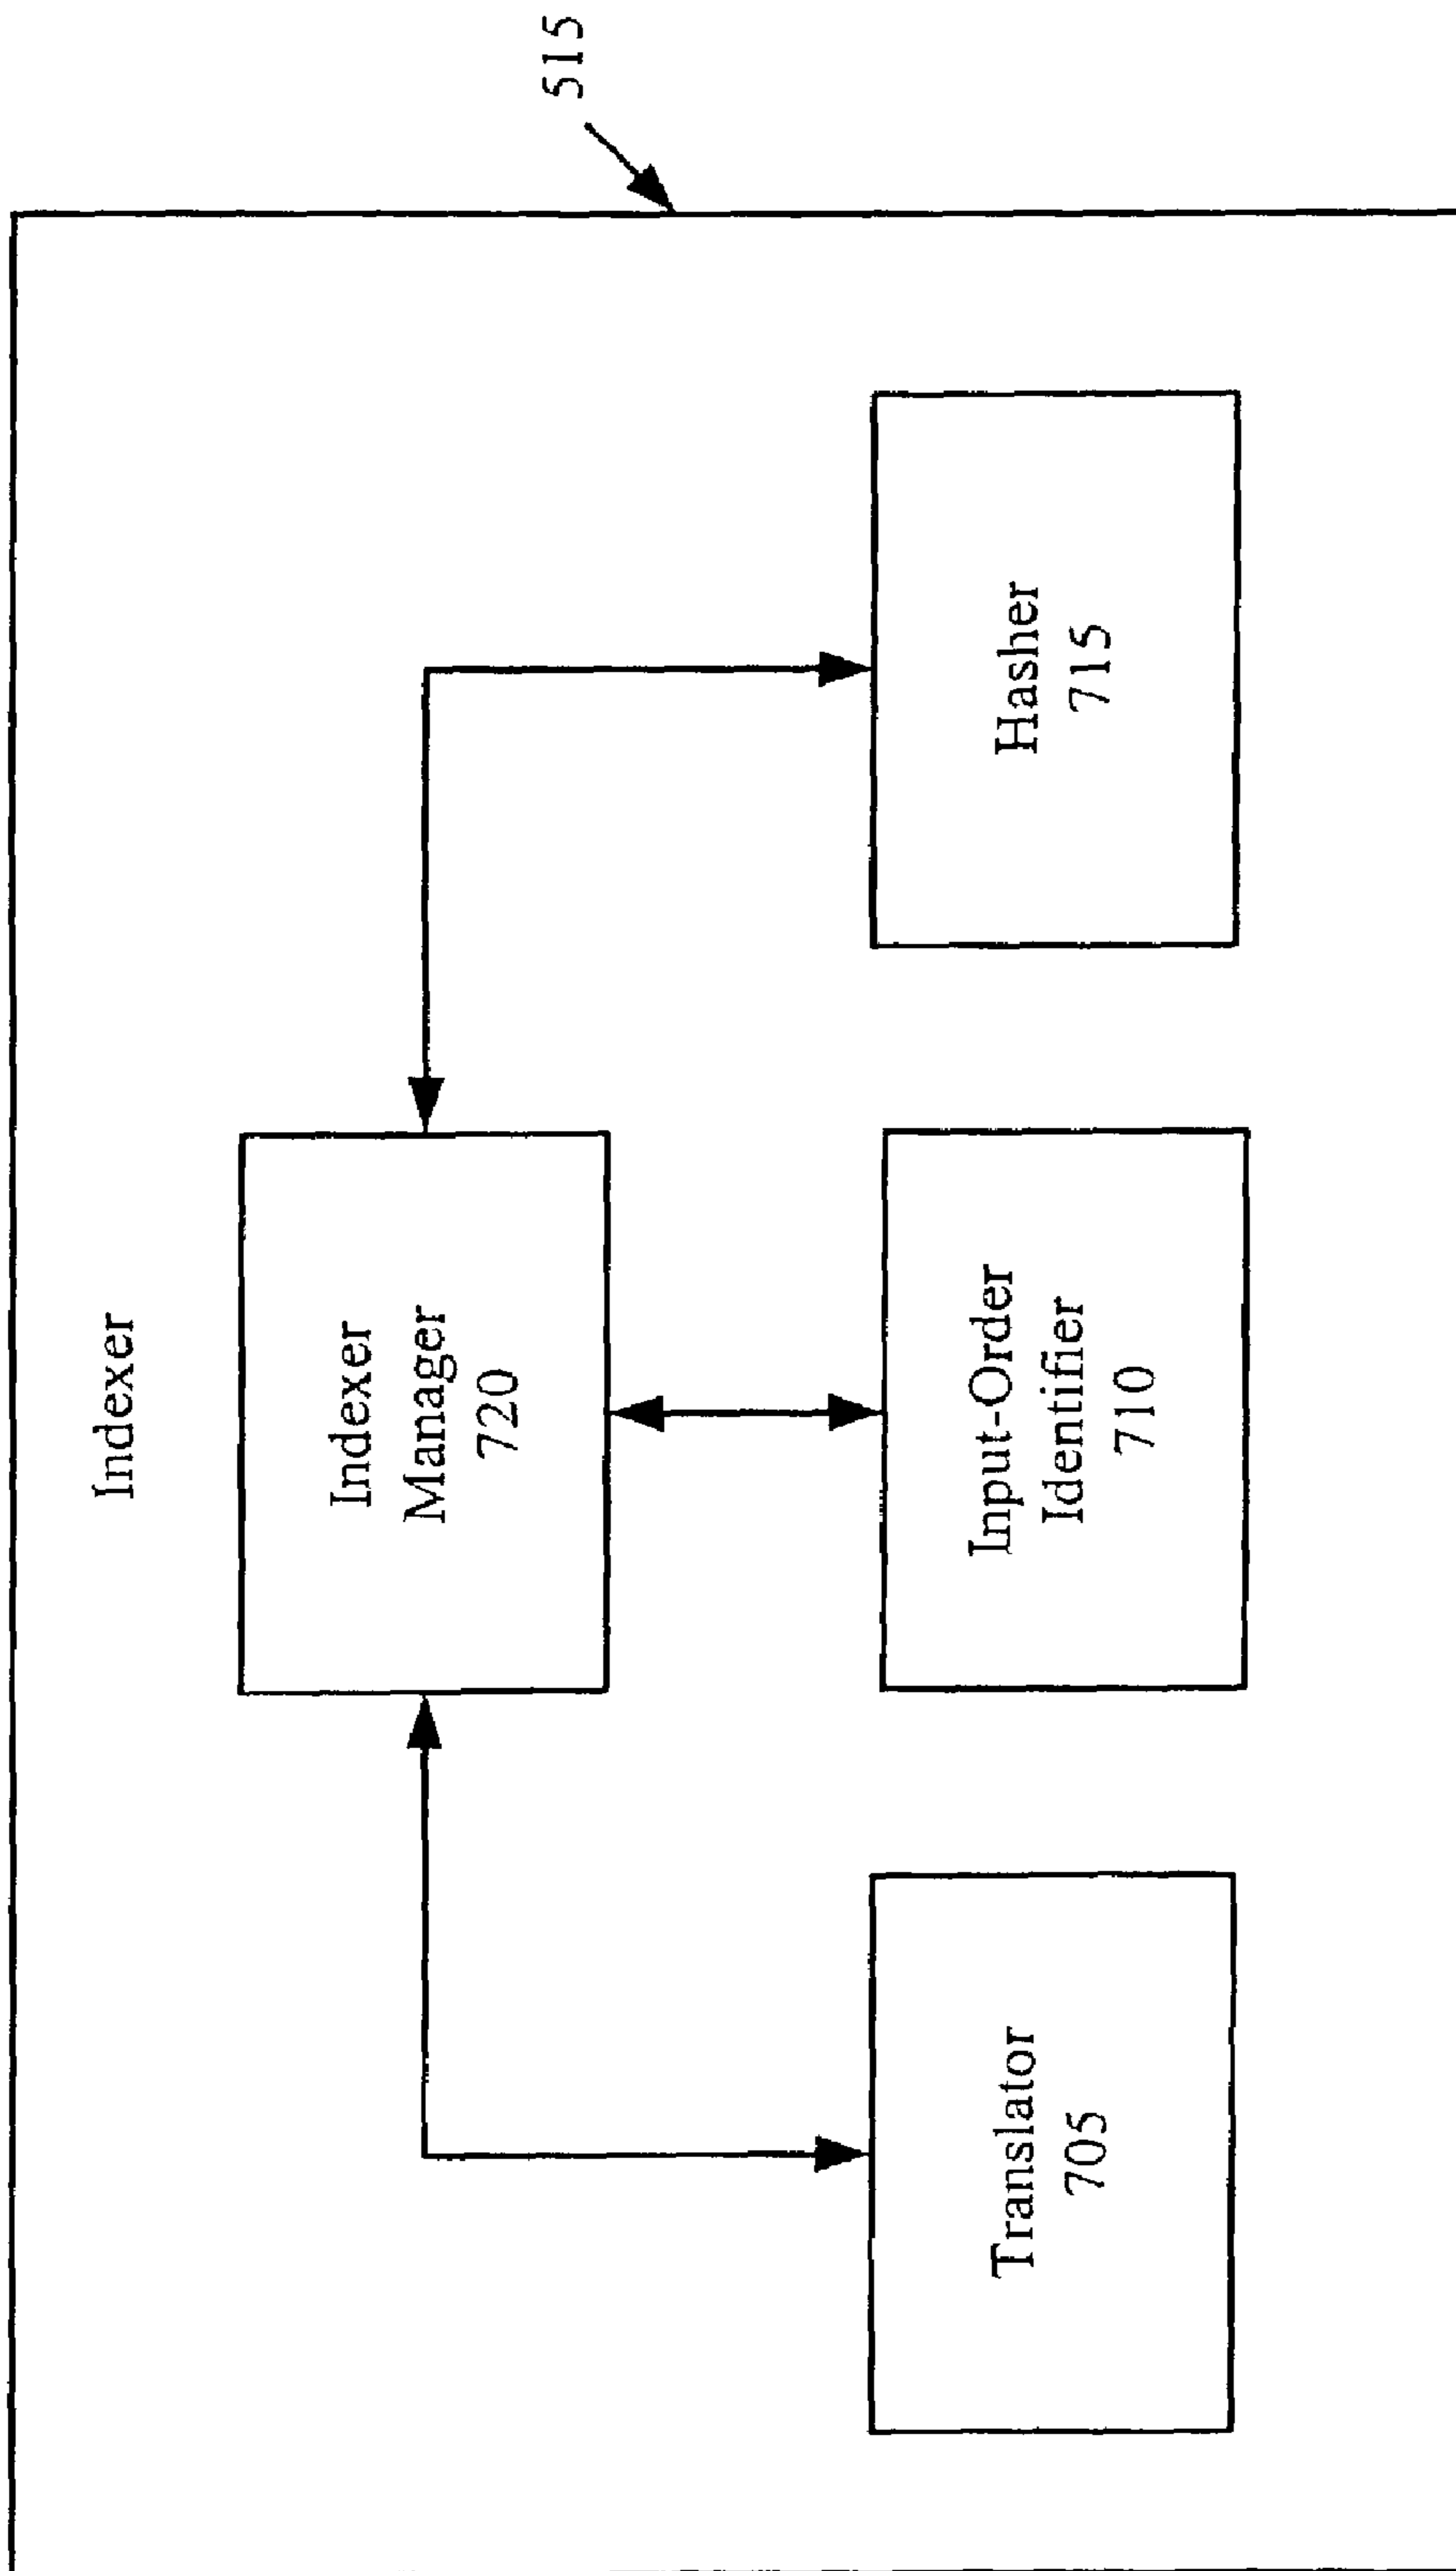 Indexer
515
Indexer
Manager
720
Translator
705
Input-Order
Identifier
710
Hasher
715